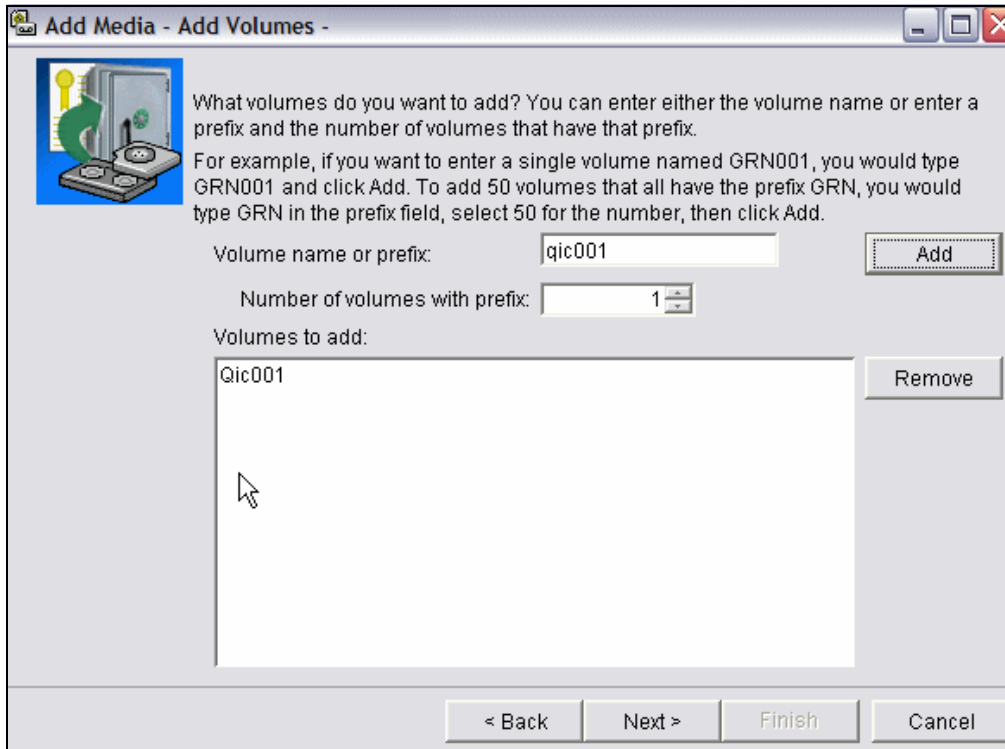 Add Media - Add Volumes -
What volumes do you want to add? You can enter either the volume name or enter a
prefix and the number of volumes that have that prefix.
For example, if you want to enter a single volume named GRN001, you would type
GRN001 and click Add. To add 50 volumes that all have the prefix GRN, you would
type GRN in the prefix field, select 50 for the number, then click Add.
Volume name or prefix: qic001 Add
Number of volumes with prefix: 1
Volumes to add:
Qic001
Remove
< Back Next > Finish Cancel